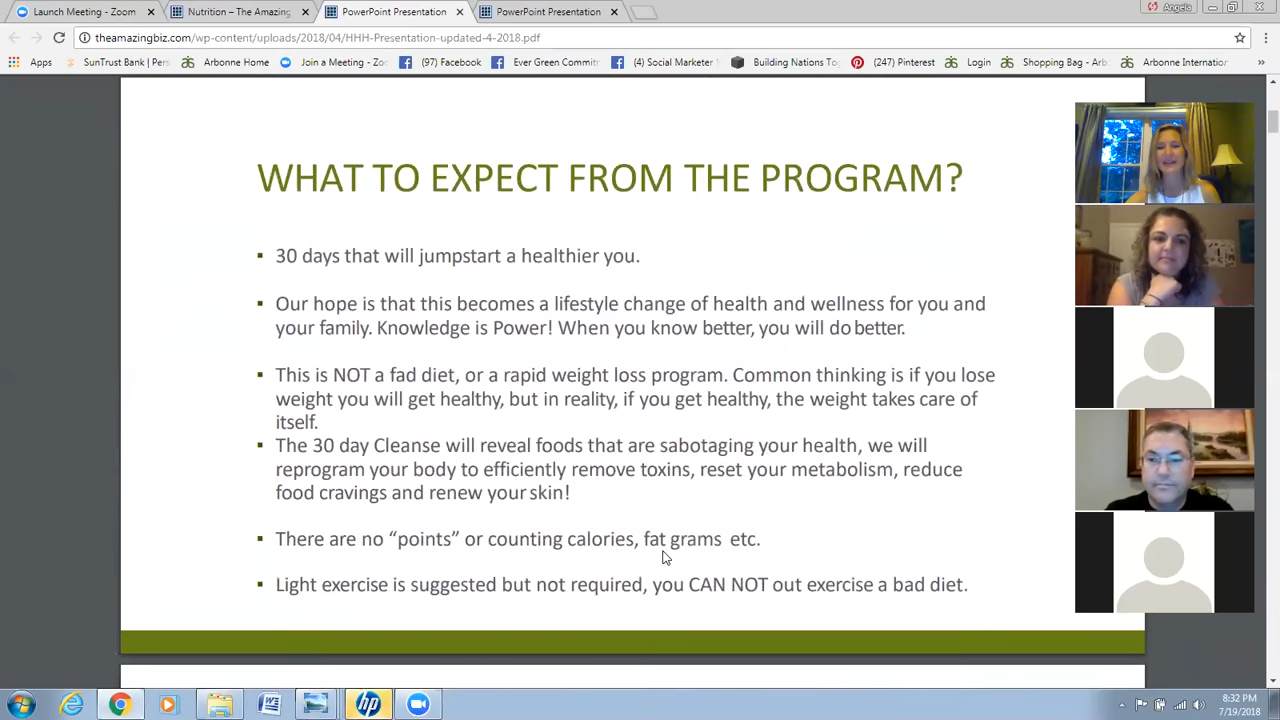 Launch Meeting - Zoom
Nutrition – The Amazing
PowerPoint Presentation
PowerPoint Presentation
Angela
theamazingbiz.com/wp-content/uploads/2018/04/HHH-Presentation-updated-4-2018.pdf
Apps
SunTrust Bank | Pers
Arbonne Home
Join a Meeting - Zoo
(97) Facebook
Ever Green Commit
(4) Social Marketer
Building Nations Tog
(247) Pinterest
Login
Shopping Bag - Arb
Arbonne Internatio
WHAT TO EXPECT FROM THE PROGRAM?
▪ 30 days that will jumpstart a healthier you.
▪ Our hope is that this becomes a lifestyle change of health and wellness for you and
your family. Knowledge is Power! When you know better, you will do better.
▪ This is NOT a fad diet, or a rapid weight loss program. Common thinking is if you lose
weight you will get healthy, but in reality, if you get healthy, the weight takes care of
itself.
▪ The 30 day Cleanse will reveal foods that are sabotaging your health, we will
reprogram your body to efficiently remove toxins, reset your metabolism, reduce
food cravings and renew your skin!
▪ There are no “points” or counting calories, fat grams etc.
▪ Light exercise is suggested but not required, you CAN NOT out exercise a bad diet.
hp
8:32 PM
7/19/2018